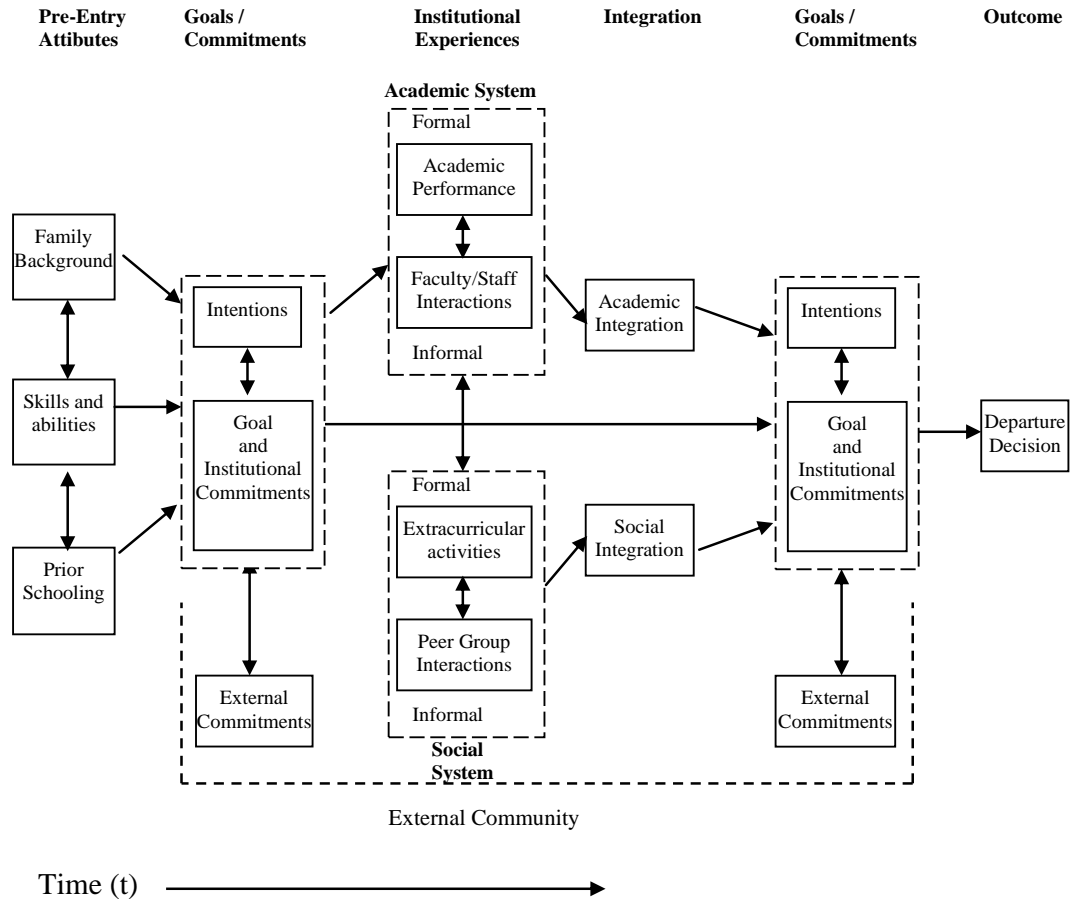 Pre-Entry
Attibutes
Goals /
Commitments
Institutional
Experiences
Integration
Goals /
Commitments
Outcome
Family
Background
Skills and
abilities
Prior
Schooling
Intentions
Goal
and
Institutional
Commitments
External
Commitments
Academic System
Formal
Academic
Performance
Faculty/Staff
Interactions
Informal
Formal
Extracurricular
activities
Peer Group
Interactions
Informal
Social
System
Academic
Integration
Social
Integration
Intentions
Goal
and
Institutional
Commitments
External
Commitments
Departure
Decision
External Community
Time (t)